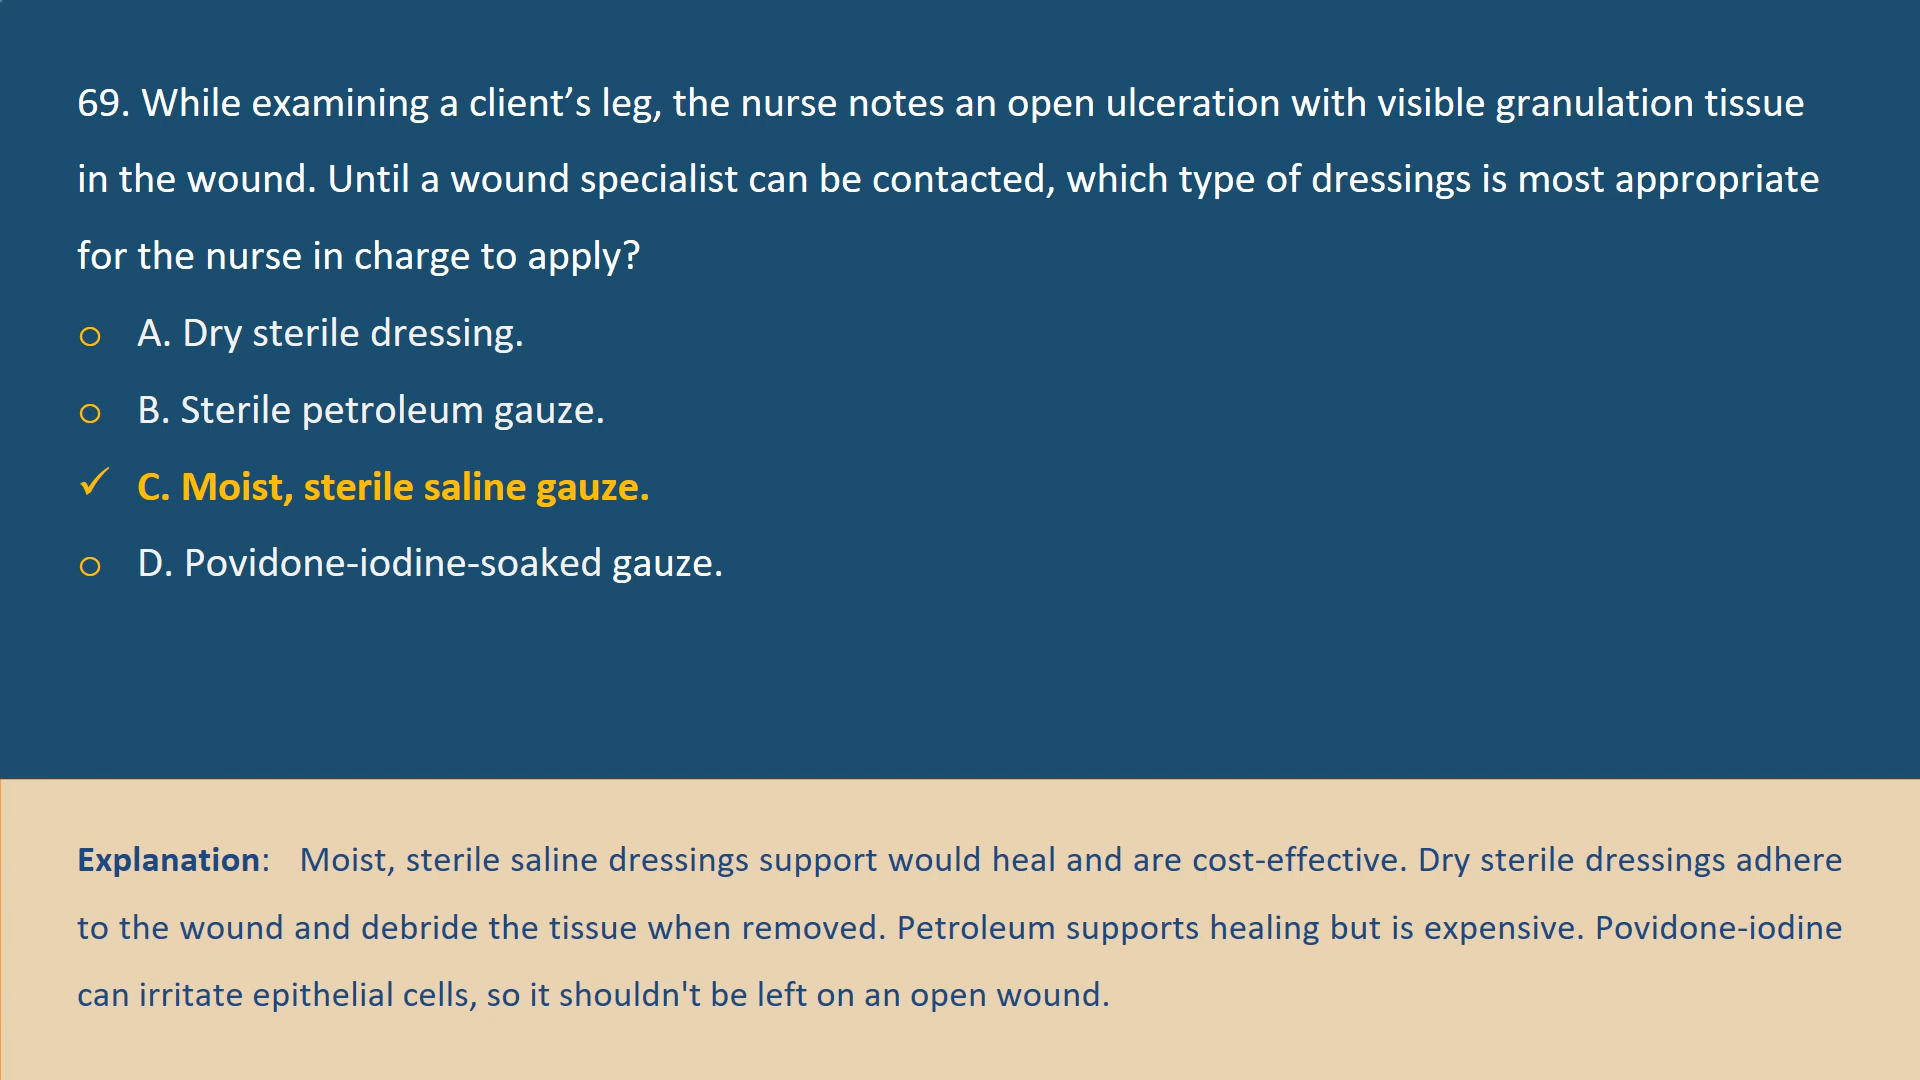 69. While examining a client’s leg, the nurse notes an open ulceration with visible granulation tissue
in the wound. Until a wound specialist can be contacted, which type of dressings is most appropriate
for the nurse in charge to apply?
A. Dry sterile dressing.
B. Sterile petroleum gauze.
C. Moist, sterile saline gauze.
D. Povidone-iodine-soaked gauze.
Explanation: Moist, sterile saline dressings support would heal and are cost-effective. Dry sterile dressings adhere
to the wound and debride the tissue when removed. Petroleum supports healing but is expensive. Povidone-iodine
can irritate epithelial cells, so it shouldn't be left on an open wound.